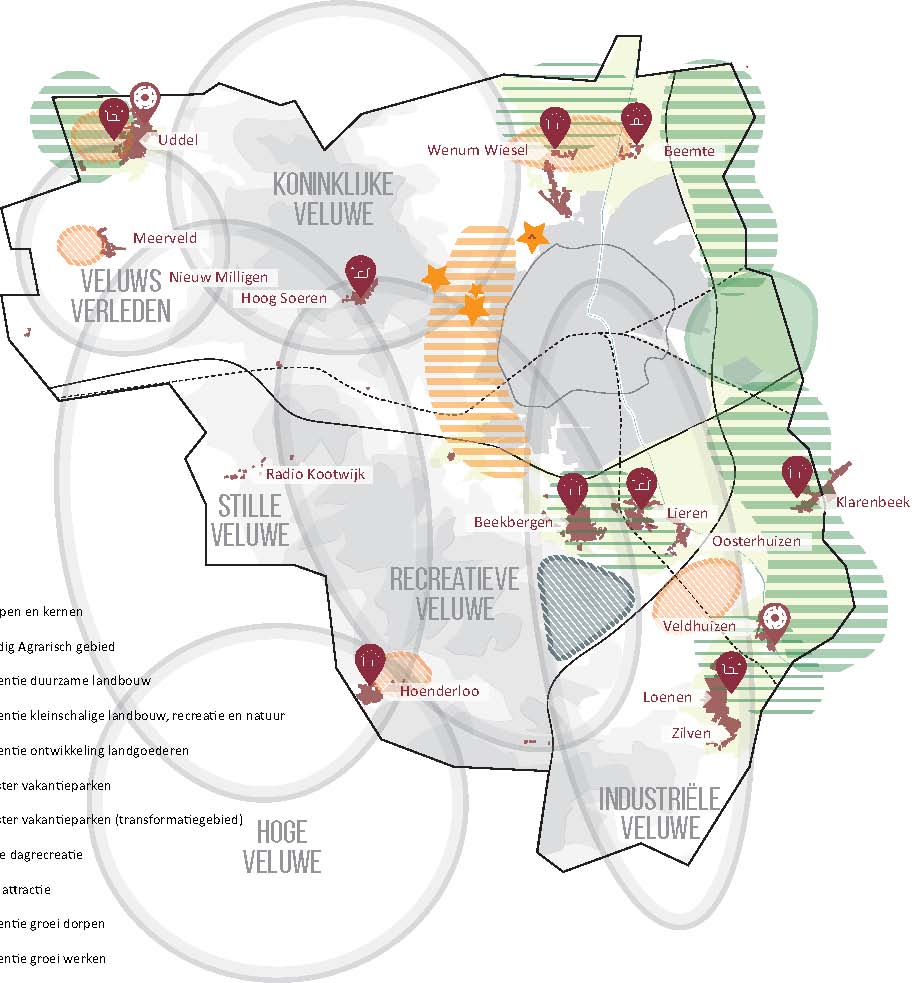 Uddel
Wenum Wiesel
Beemte
KONINKLIJKE
VELUWE
Meerveld
VELUWS
VERLEDEN
Nieuw Milligen
Hoog Soeren
Radio Kootwijk
STILLE
VELUWE
Beekbergen
Lieren
Klarenbeek
Oosterhuizen
RECREATIEVE
VELUWE
Veldhuizen
Hoenderloo
Loenen
Zilven
INDUSTRIËLE
VELUWE
HOGE
VELUWE
pen en kernen
dig Agrarisch gebied
entie duurzame landbouw
entie kleinschalige landbouw, recreatie en natuur
entie ontwikkeling landgoederen
ster vakantieparken
ster vakantieparken (transformatiegebied)
e dagrecreatie
attractie
entie groei dorpen
entie groei werken